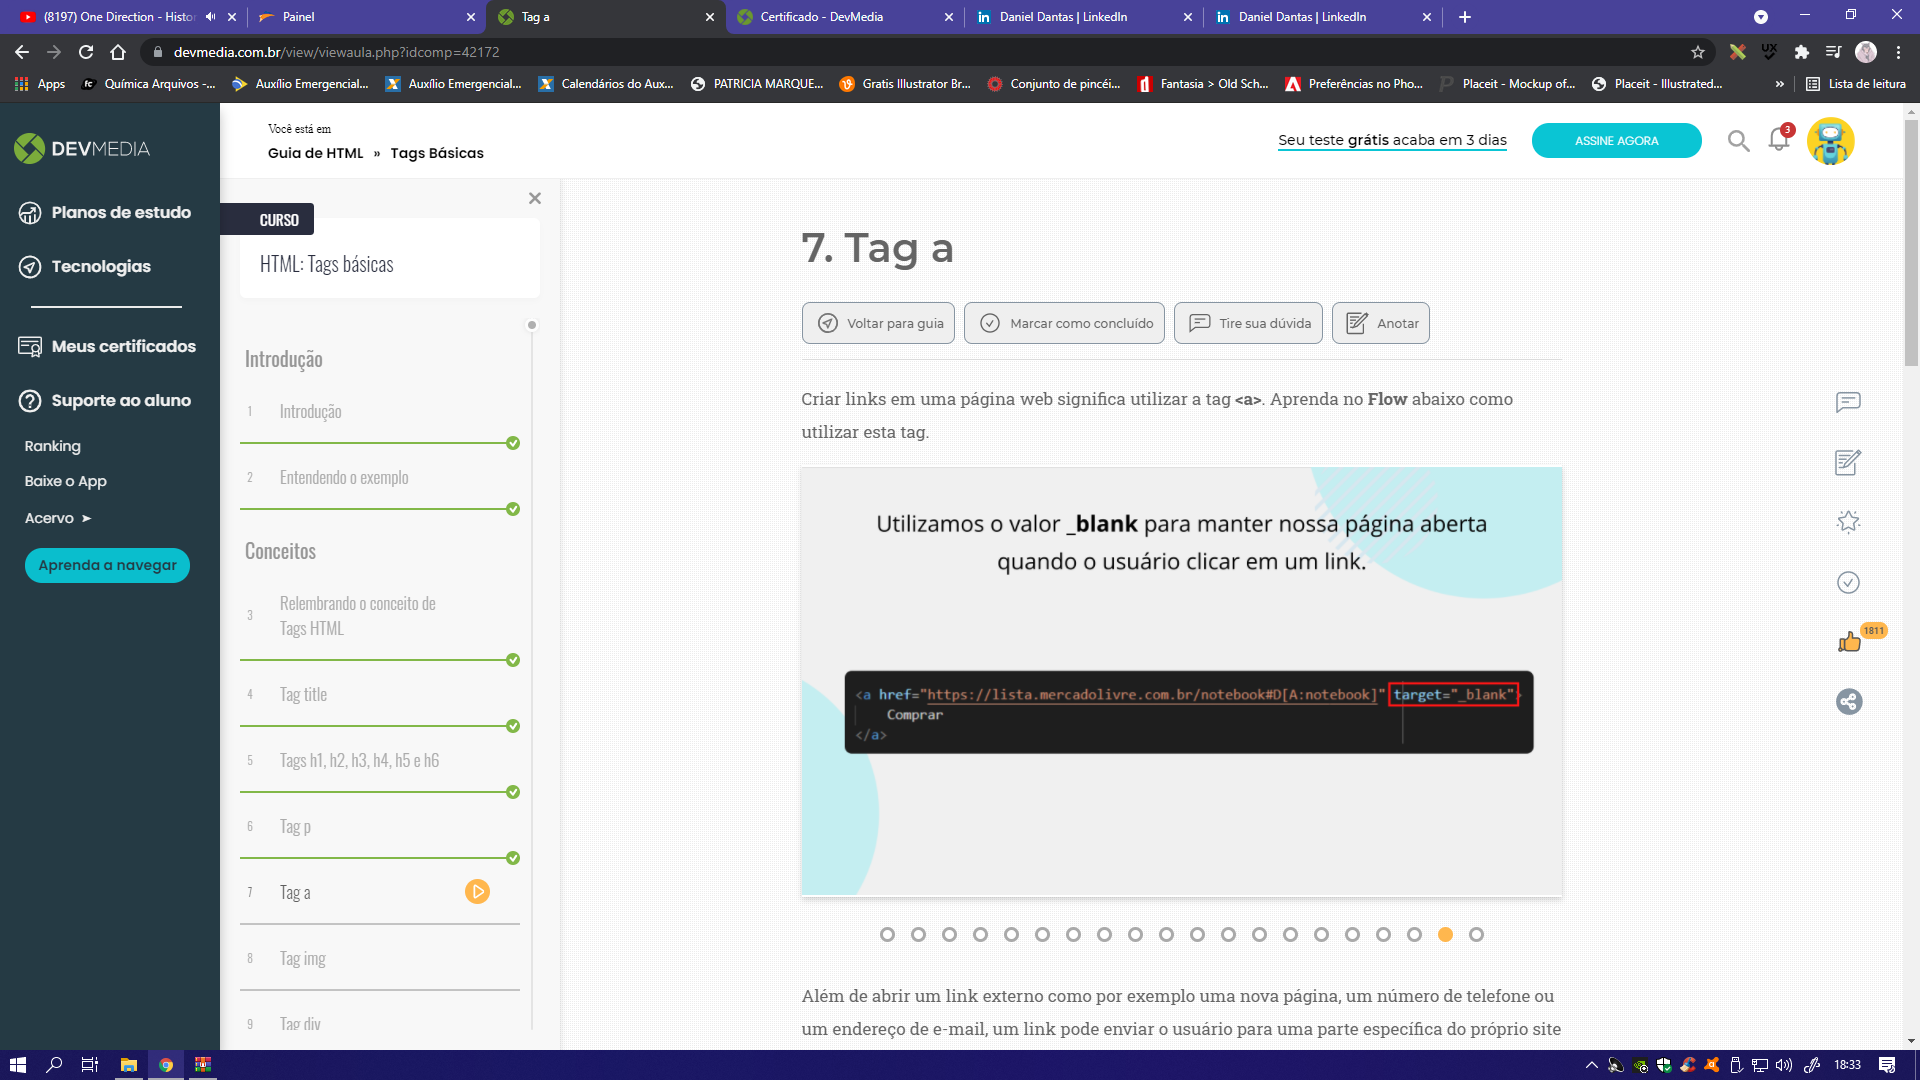 (8197) One Direction - Histor
Painel
Tag a
Certificado - DevMedia
Daniel Dantas | LinkedIn
Daniel Dantas | LinkedIn
devmedia.com.br/view/viewaula.php?idcomp=42172
Apps
Química Arquivos -...
Auxílio Emergencial...
Auxílio Emergencial...
Calendários do Aux...
PATRICIA MARQUE...
Gratis Illustrator Br...
Conjunto de pincéi...
Fantasia > Old Sch...
Preferências no Pho...
Placeit - Mockup of...
Placeit - Illustrated...
»
Lista de leitura
DEVMEDIA
Planos de estudo
Tecnologias
Meus certificados
Suporte ao aluno
Ranking
Baixe o App
Acervo ➤
Aprenda a navegar
Você está em
Guia de HTML » Tags Básicas
Seu teste grátis acaba em 3 dias
ASSINE AGORA
3
CURSO
HTML: Tags básicas
Introdução
1 Introdução
2 Entendendo o exemplo
Conceitos
3 Relembrando o conceito de
Tags HTML
4 Tag title
5 Tags h1, h2, h3, h4, h5 e h6
6 Tag p
7 Tag a
8 Tag img
9 Tag div
7. Tag a
Voltar para guia
Marcar como concluído
Tire sua dúvida
Anotar
Criar links em uma página web significa utilizar a tag <a>. Aprenda no Flow abaixo como
utilizar esta tag.
Utilizamos o valor _blank para manter nossa página aberta
quando o usuário clicar em um link.
<a href="https://lista.mercadolivre.com.br/notebook#D[A:notebook]" target="_blank">
Comprar
</a>
Além de abrir um link externo como por exemplo uma nova página, um número de telefone ou
um endereço de e-mail, um link pode enviar o usuário para uma parte específica do próprio site
1811
18:33